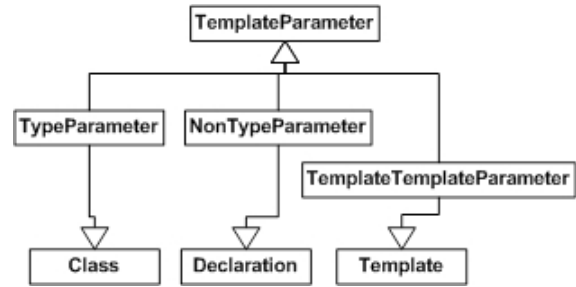 TemplateParameter
TypeParameter
NonTypeParameter
TemplateTemplateParameter
Class
Declaration
Template